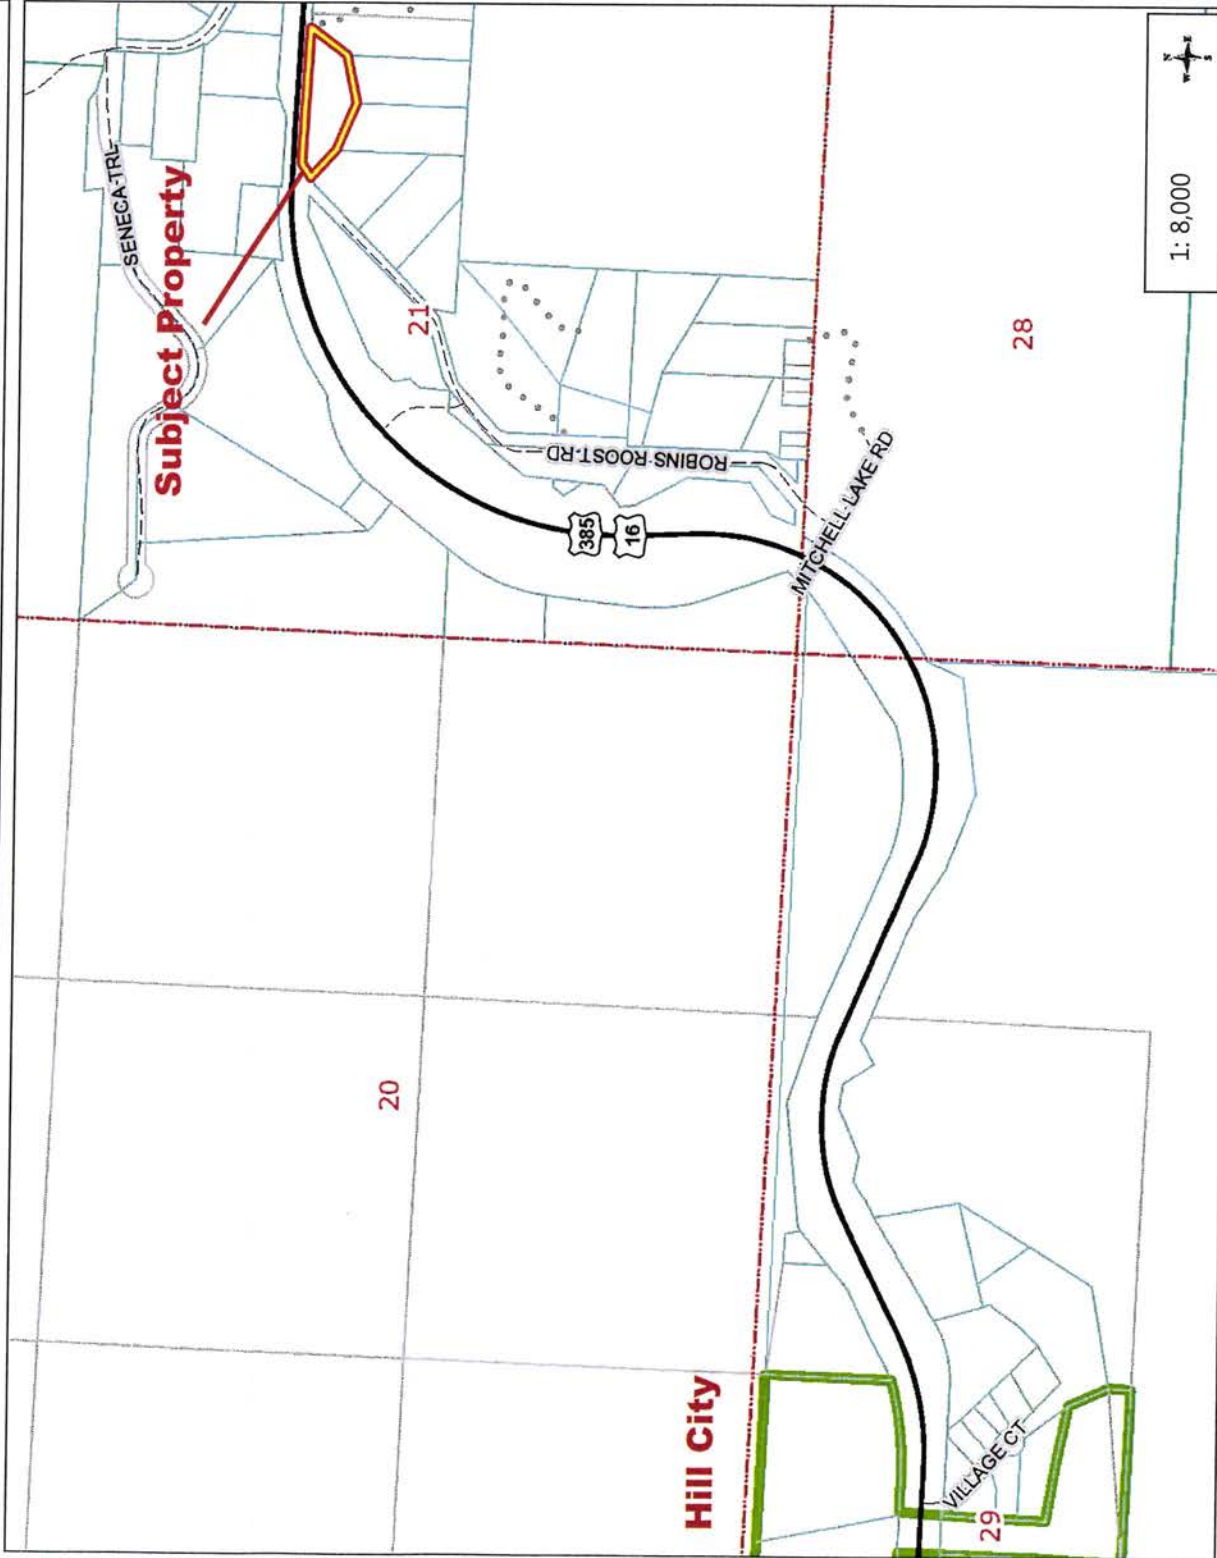 SENECA-TRL
Subject Property
21
ROBINS ROOST-RD
385
16
MITCHELL-LAKE RD
28
20
Hill City
VILLAGE CT
29
N
W E
S
1: 8,000